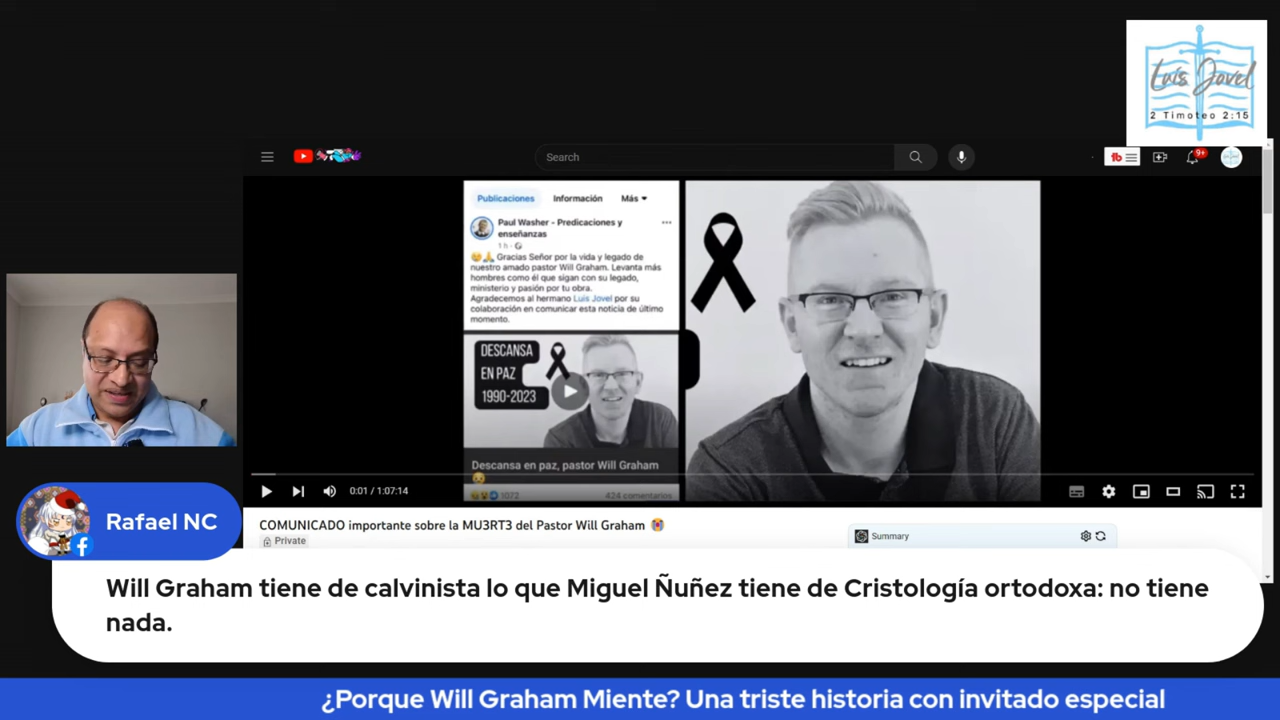 Luis Jovel
2 Timoteo 2:15
Search
9+
Publicaciones Información Más
Paul Washer - Predicaciones y
enseñanzas
1 h
Gracias Señor por la vida y legado de
nuestro amado pastor Will Graham. Levanta más
hombres como él que sigan con su legado,
ministerio y pasión por tu obra.
Agradecemos al hermano Luis Jovel por su
colaboración en comunicar esta noticia de último
momento.
DESCANSA
EN PAZ
1990-2023
Descansa en paz, pastor Will Graham
1072 424 comentarios
0:01 / 1:07:14
COMUNICADO importante sobre la MU3RT3 del Pastor Will Graham
Private
Summary
Rafael NC
Will Graham tiene de calvinista lo que Miguel Ñuñez tiene de Cristología ortodoxa: no tiene
nada.
¿Porque Will Graham Miente? Una triste historia con invitado especial